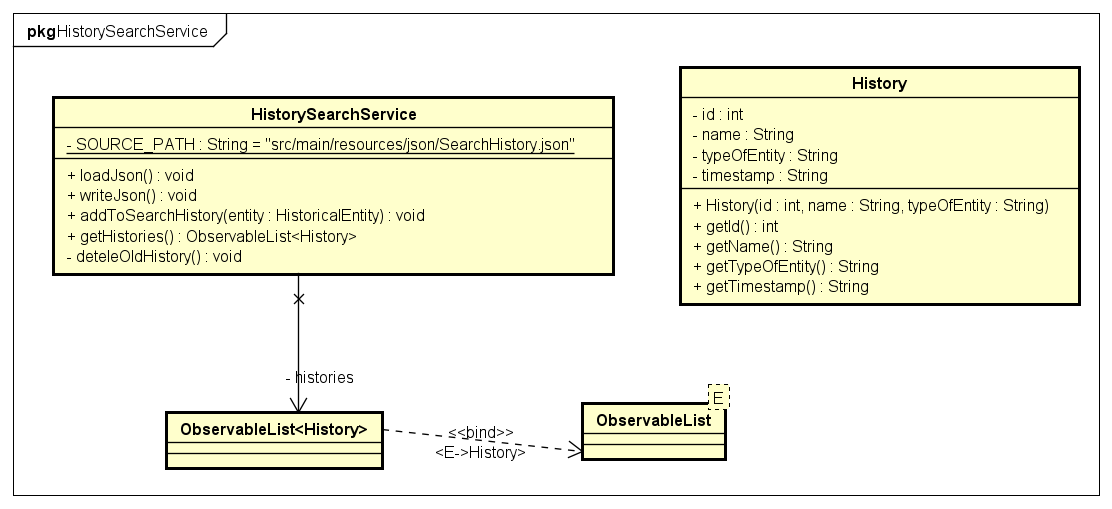 pkgHistorySearchService
HistorySearchService
- SOURCE_PATH : String = "src/main/resources/json/SearchHistory.json"
+ loadJson() : void
+ writeJson() : void
+ addToSearchHistory(entity : HistoricalEntity) : void
+ getHistories() : ObservableList<History>
- deteleOldHistory() : void
History
- id : int
- name : String
- typeOfEntity : String
- timestamp : String
+ History(id : int, name : String, typeOfEntity : String)
+ getId() : int
+ getName() : String
+ getTypeOfEntity() : String
+ getTimestamp() : String
- histories
ObservableList<History>
<<bind>>
<E->History>
E
ObservableList